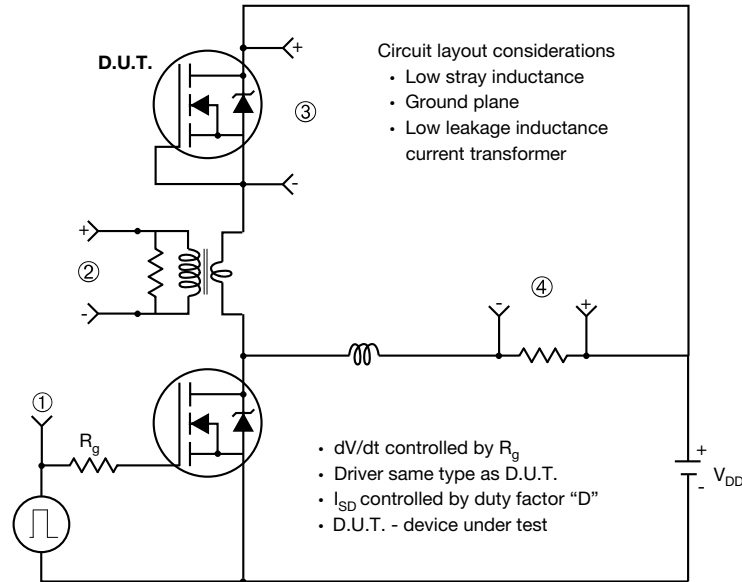 D.U.T.
+
Circuit layout considerations
• Low stray inductance
• Ground plane
• Low leakage inductance
current transformer
③
-
+
②
-
-
④
+
①
R_g
• dV/dt controlled by R_g
• Driver same type as D.U.T.
• I_SD controlled by duty factor “D”
• D.U.T. - device under test
+
V_DD
-